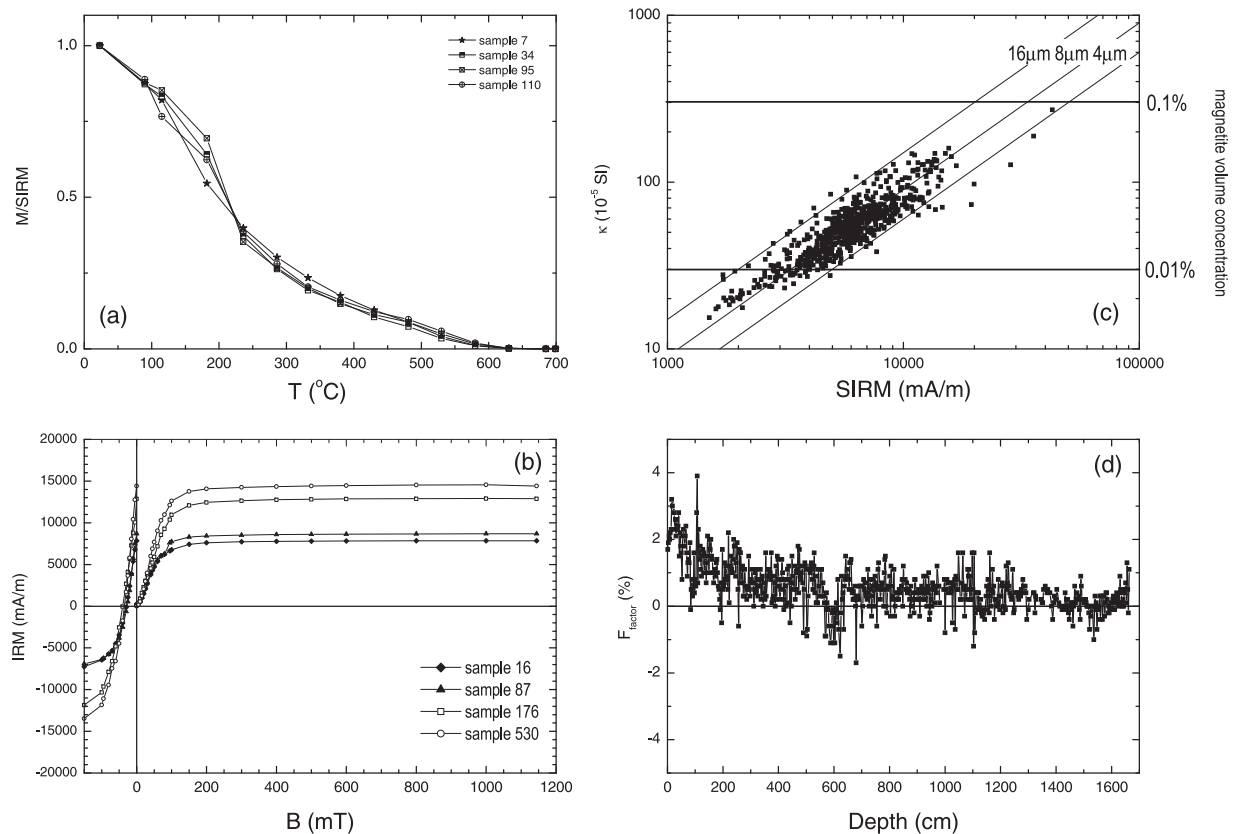 1.0
0.5
0.0
M/SIRM
0 100 200 300 400 500 600 700
T (°C)
(a)
sample 7
sample 34
sample 95
sample 110
1000
100
10
κ (10⁻⁵ SI)
1000 10000 100000
SIRM (mA/m)
16μm 8μm 4μm
0.1%
0.01%
magnetite volume concentration
(c)
20000
15000
10000
5000
0
-5000
-10000
-15000
-20000
IRM (mA/m)
0 200 400 600 800 1000 1200
B (mT)
(b)
sample 16
sample 87
sample 176
sample 530
4
2
0
-2
-4
F factor (%)
0 200 400 600 800 1000 1200 1400 1600
Depth (cm)
(d)